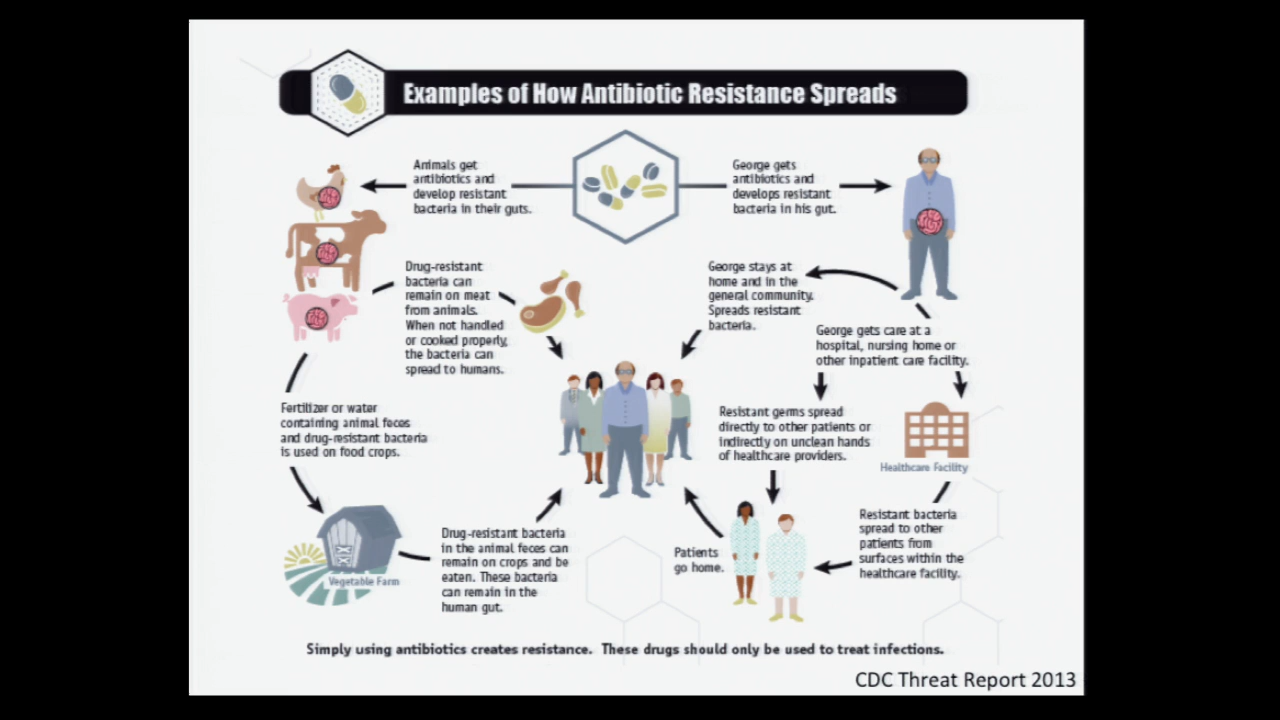 Examples of How Antibiotic Resistance Spreads
Animals get
antibiotics and
develop resistant
bacteria in their guts.
George gets
antibiotics and
develops resistant
bacteria in his gut.
Drug-resistant
bacteria can
remain on meat
from animals.
When not handled
or cooked properly,
the bacteria can
spread to humans.
George stays at
home and in the
general community.
Spreads resistant
bacteria.
George gets care at a
hospital, nursing home or
other inpatient care facility.
Fertilizer or water
containing animal feces
and drug-resistant bacteria
is used on food crops.
Resistant germs spread
directly to other patients or
indirectly on unclean hands
of healthcare providers.
Healthcare Facility
Vegetable Farm
Drug-resistant bacteria
in the animal feces can
remain on crops and be
eaten. These bacteria
can remain in the
human gut.
Patients
go home.
Resistant bacteria
spread to other
patients from
surfaces within the
healthcare facility.
Simply using antibiotics creates resistance. These drugs should only be used to treat infections.
CDC Threat Report 2013